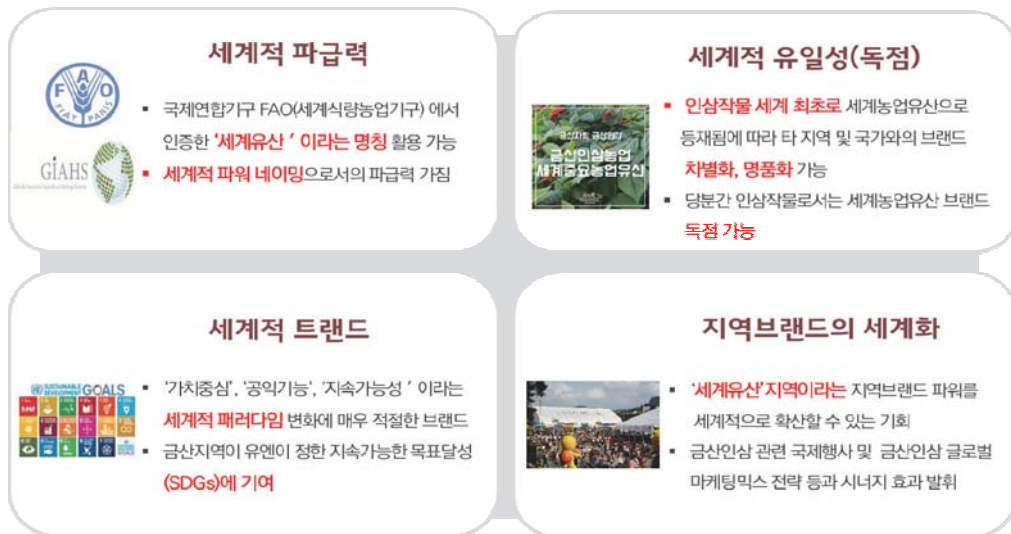 세계적 파급력
FAO
FIAT PANIS
GIAHS
▪ 국제연합기구 FAO(세계식량농업기구) 에서
인증한 '세계유산 ′ 이라는 명칭 활용 가능
▪ 세계적 파워 네이밍으로서의 파급력 가짐
세계적 유일성(독점)
금산인삼농업
세계중요농업유산
▪ 인삼작물 세계 최초로 세계농업유산으로
등재됨에 따라 타 지역 및 국가와의 브랜드
차별화, 명품화 가능
▪ 당분간 인삼작물로서는 세계농업유산 브랜드
독점 가능
세계적 트랜드
SUSTAINABLE
DEVELOPMENT GOALS
▪ '가치중심', '공익기능', '지속가능성 ′ 이라는
세계적 패러다임 변화에 매우 적절한 브랜드
▪ 금산지역이 유엔이 정한 지속가능한 목표달성
(SDGs)에 기여
지역브랜드의 세계화
▪ '세계유산'지역이라는 지역브랜드 파워를
세계적으로 확산할 수 있는 기회
▪ 금산인삼 관련 국제행사 및 금산인삼 글로벌
마케팅믹스 전략 등과 시너지 효과 발휘